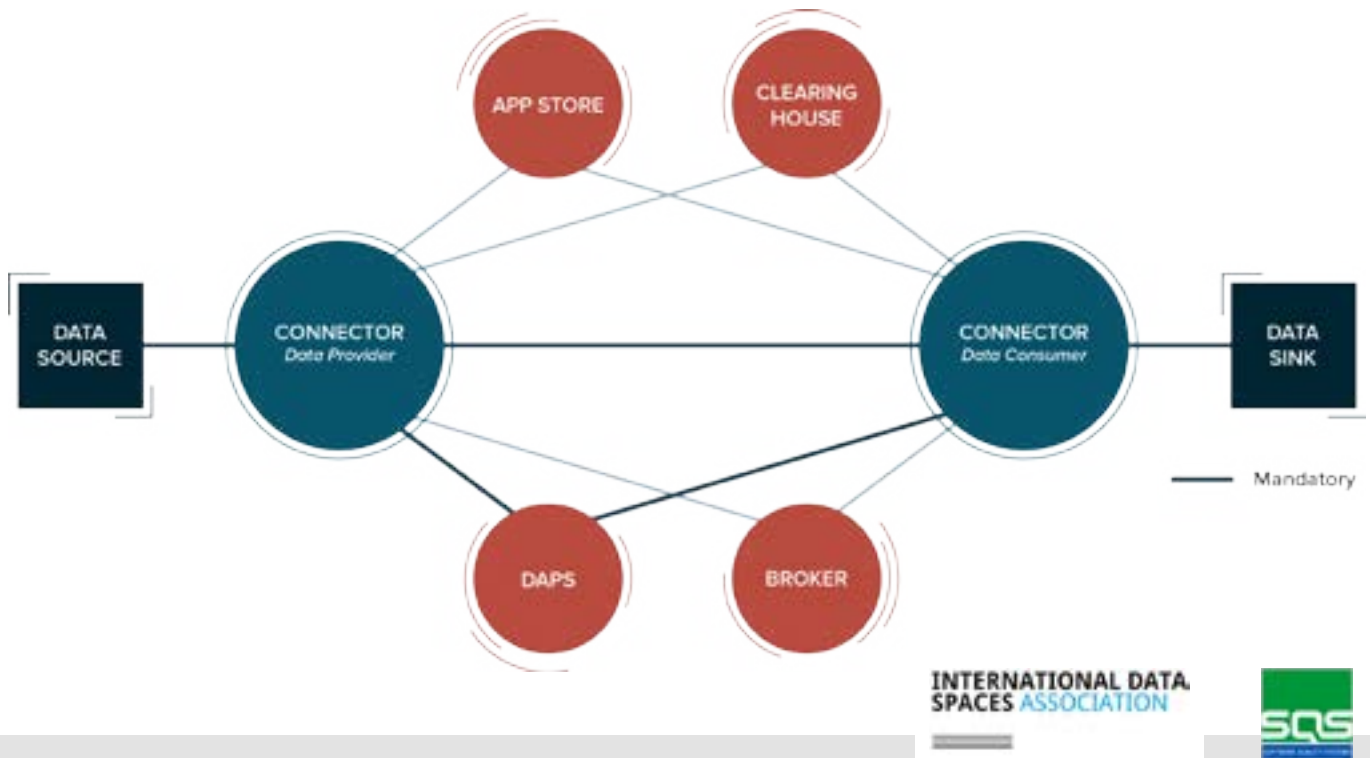 APP STORE
CLEARING
HOUSE
DATA
SOURCE
CONNECTOR
Data Provider
CONNECTOR
Data Consumer
DATA
SINK
Mandatory
DAPS
BROKER
INTERNATIONAL DATA
SPACES ASSOCIATION
SQS